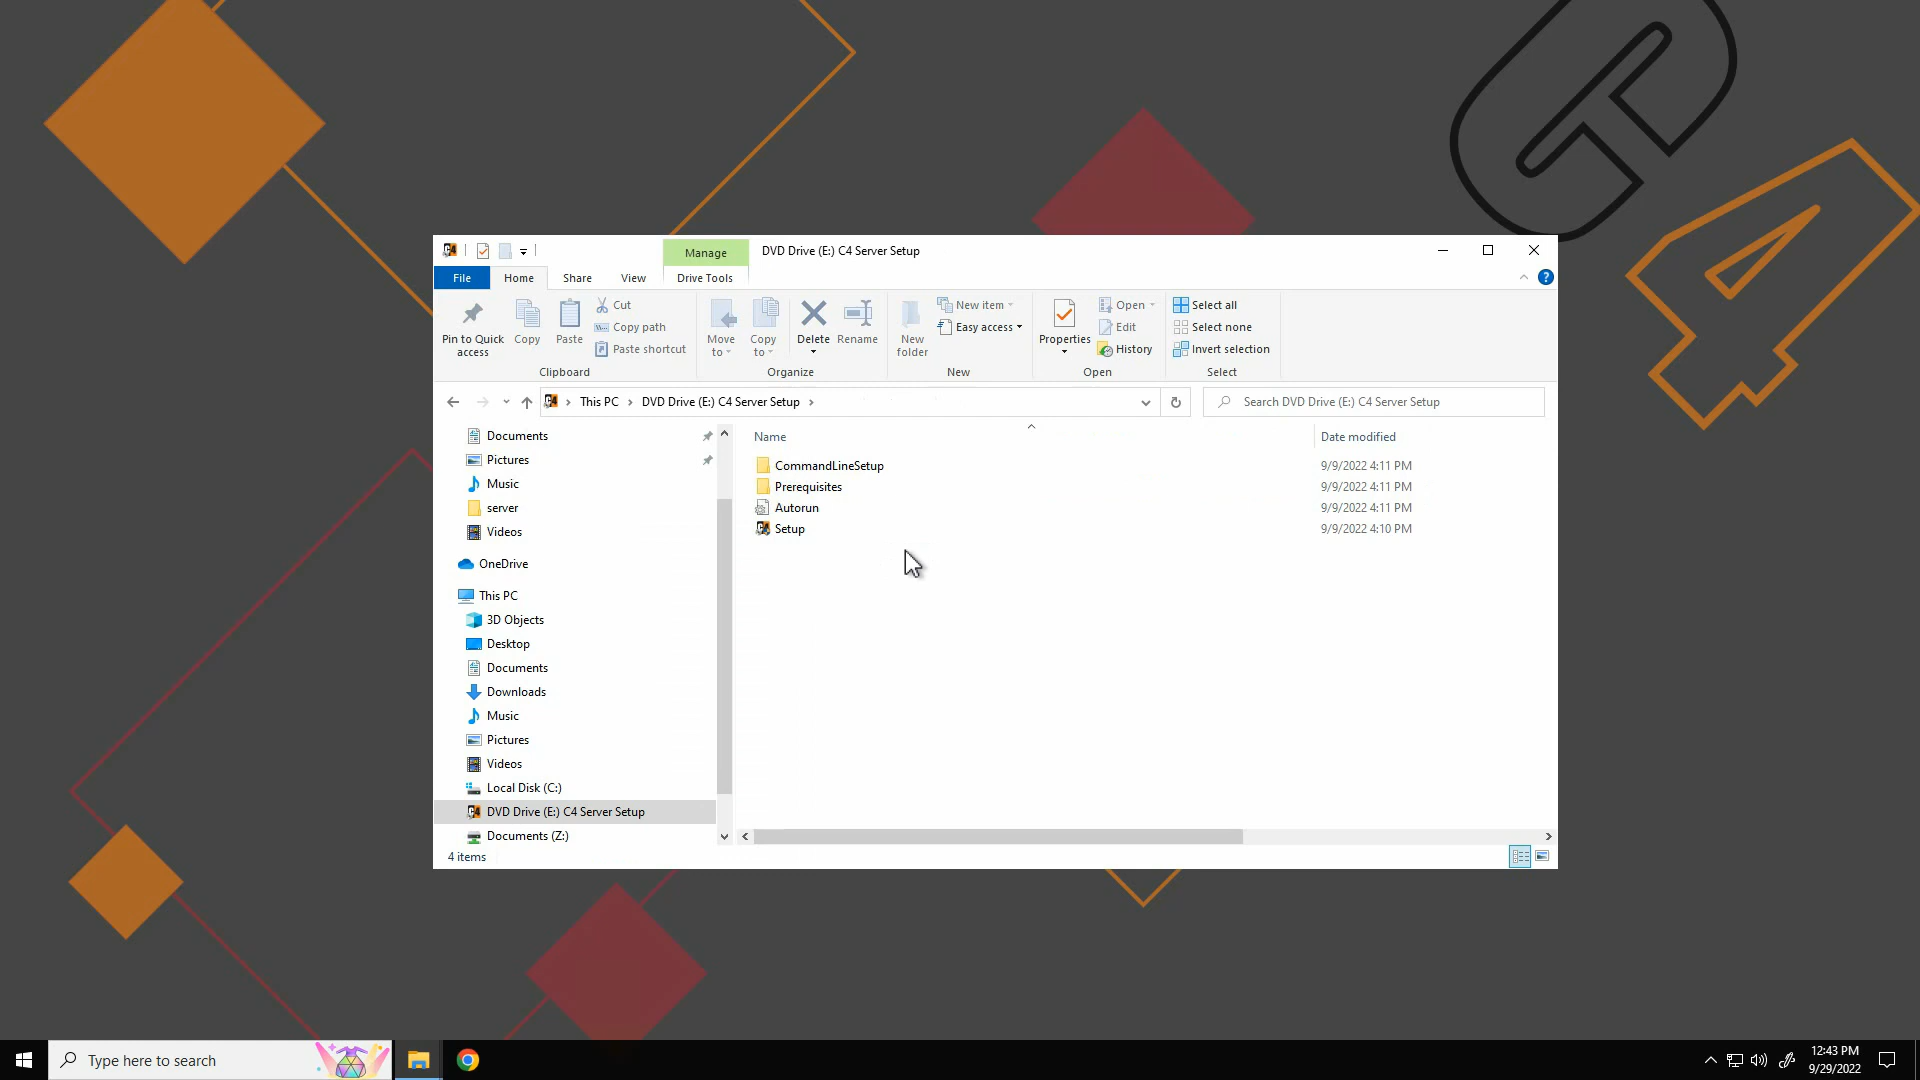 C4
Manage
DVD Drive (E:) C4 Server Setup
File
Home
Share
View
Drive Tools
Pin to Quick access
Copy
Paste
Cut
Copy path
Paste shortcut
Clipboard
Move to
Copy to
Delete
Rename
Organize
New folder
New item
Easy access
New
Properties
Open
Edit
History
Open
Select all
Select none
Invert selection
Select
This PC
DVD Drive (E:) C4 Server Setup
Search DVD Drive (E:) C4 Server Setup
Documents
Pictures
Music
server
Videos
OneDrive
This PC
3D Objects
Desktop
Documents
Downloads
Music
Pictures
Videos
Local Disk (C:)
DVD Drive (E:) C4 Server Setup
Documents (Z:)
Name
Date modified
CommandLineSetup
9/9/2022 4:11 PM
Prerequisites
9/9/2022 4:11 PM
Autorun
9/9/2022 4:11 PM
Setup
9/9/2022 4:10 PM
4 items
Type here to search
12:43 PM
9/29/2022